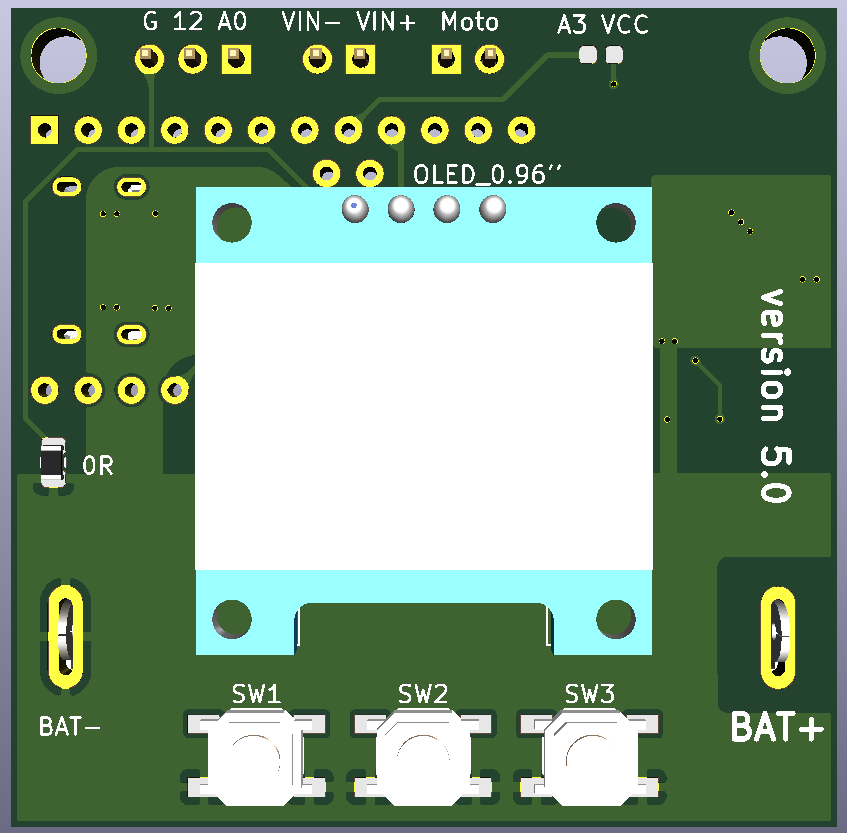 G 12 A0 VIN- VIN+ Moto A3 VCC
OLED_0.96''
version 5.0
0R
SW1 SW2 SW3
BAT- BAT+